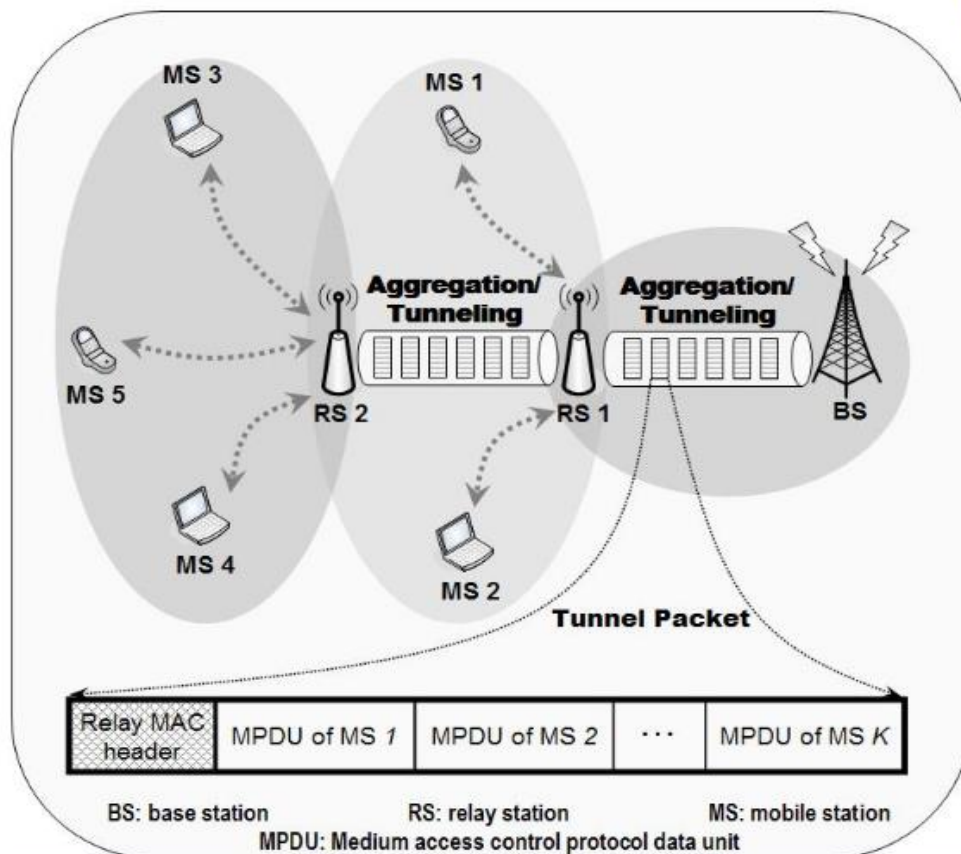 MS 3
MS 1
Aggregation/
Tunneling
Aggregation/
Tunneling
MS 5
RS 2
RS 1
BS
MS 4
MS 2
Tunnel Packet
Relay MAC
header
MPDU of MS 1
MPDU of MS 2
···
MPDU of MS K
BS: base station
RS: relay station
MS: mobile station
MPDU: Medium access control protocol data unit